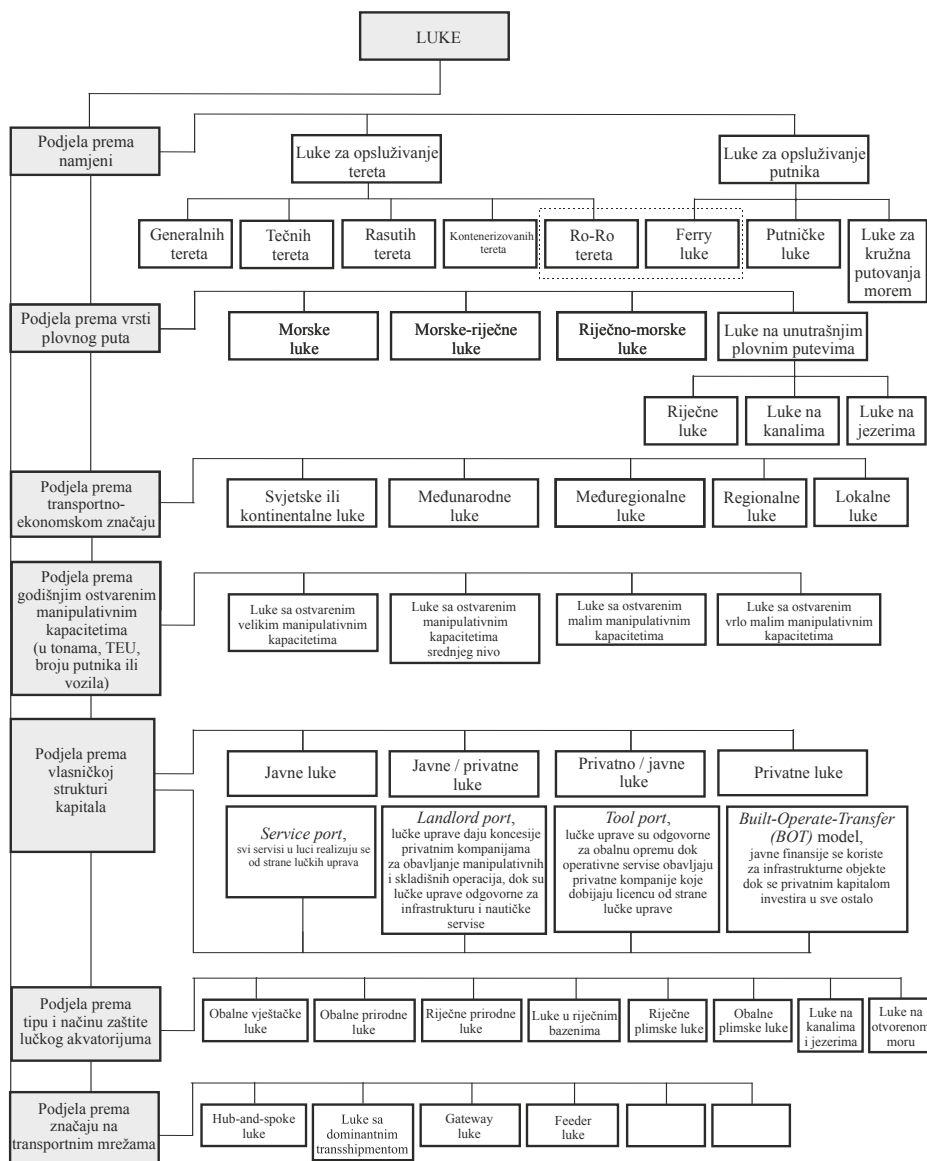 LUKE
Podjela prema
namjeni
Luke za opsluživanje
tereta
Luke za opsluživanje
putnika
Generalnih
tereta
Tečnih
tereta
Rasutih
tereta
Kontenerizovanih
tereta
Ro-Ro
tereta
Ferry
luke
Putničke
luke
Luke za
kružna
putovanja
morem
Podjela prema vrsti
plovnog puta
Morske
luke
Morske-riječne
luke
Riječno-morske
luke
Luke na unutrašnjim
plovnim putevima
Riječne
luke
Luke na
kanalima
Luke na
jezerima
Podjela prema
transportno-
ekonomskom značaju
Svjetske ili
kontinentalne luke
Međunarodne
luke
Međuregionalne
luke
Regionalne
luke
Lokalne
luke
Podjela prema
godišnjim ostvarenim
manipulativnim
kapacitetima
(u tonama, TEU,
broju putnika ili
vozila)
Luke sa ostvarenim
velikim manipulativnim
kapacitetima
Luke sa ostvarenim
manipulativnim
kapacitetima
srednjeg nivo
Luke sa ostvarenim
malim manipulativnim
kapacitetima
Luke sa ostvarenim
vrlo malim manipulativnim
kapacitetima
Podjela prema
vlasničkoj
strukturi
kapitala
Javne luke
Javne / privatne
luke
Privatno / javne
luke
Privatne luke
Service port,
svi servisi u luci realizuju se
od strane lučkih uprava
Landlord port,
lučke uprave daju koncesije
privatnim kompanijama
za obavljanje manipulativnih
i skladišnih operacija, dok su
lučke uprave odgovorne za
infrastrukturu i nautičke
servise
Tool port,
lučke uprave su odgovorne
za obalnu opremu dok
operativne servise obavljaju
privatne kompanije koje
dobijaju licencu od strane
lučke uprave
Built-Operate-Transfer
(BOT) model,
javne finansije se koriste
za infrastrukturne objekte
dok se privatnim kapitalom
investira u sve ostalo
Podjela prema
tipu i načinu zaštite
lučkog akvatorijuma
Obalne vještačke
luke
Obalne prirodne
luke
Riječne prirodne
luke
Luke u riječnim
bazenima
Riječne
plimske luke
Obalne
plimske luke
Luke na
kanalima
i jezerima
Luke na
otvorenom
moru
Podjela prema
značaju na
transportnim mrežama
Hub-and-spoke
luke
Luke sa
dominantnim
transshipmentom
Gateway
luke
Feeder
luke